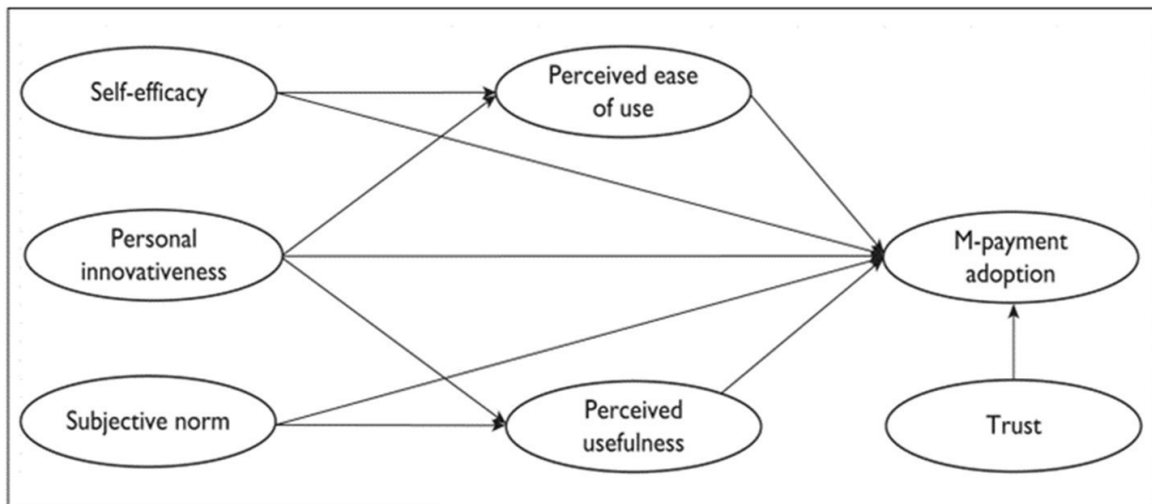 Self-efficacy
Perceived ease
of use
Personal
innovativeness
M-payment
adoption
Subjective norm
Perceived
usefulness
Trust